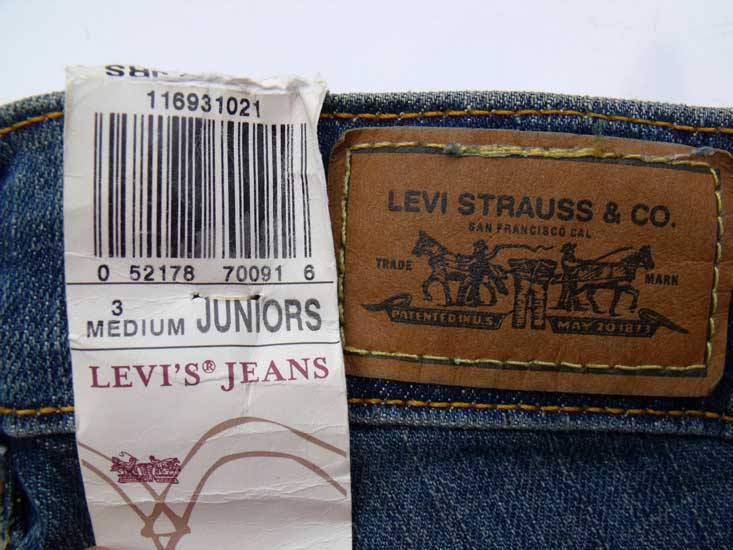 116931021
0 52178 70091 6
3
MEDIUM JUNIORS
LEVI'S® JEANS
LEVI STRAUSS & CO.
SAN FRANCISCO CAL
TRADE MARK
PATENTED IN U.S. MAY 20 1873